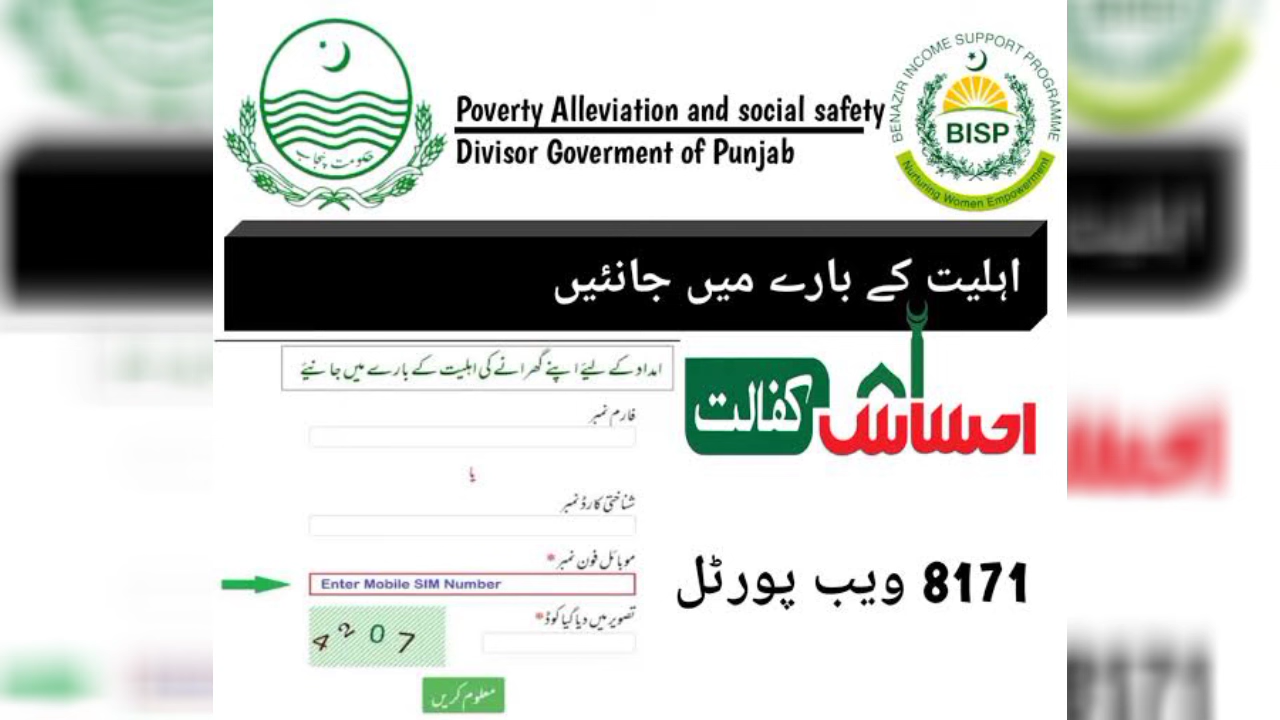 حکومت پنجاب
Poverty Alleviation and social safety
Divisor Goverment of Punjab
BENAZIR INCOME SUPPORT PROGRAMME
BISP
Nurturing Women Empowerment
اہلیت کے بارے میں جانئیں
امداد کے لیئے اپنے گھرانے کی اہلیت کے بارے میں جانیئے
احساس کفالت
فارم نمبر
یا
شناختی کارڈ نمبر
موبائل فون نمبر *
Enter Mobile SIM Number
8171 ویب پورٹل
تصویر میں دیا گیا کوڈ*
4207
معلوم کریں